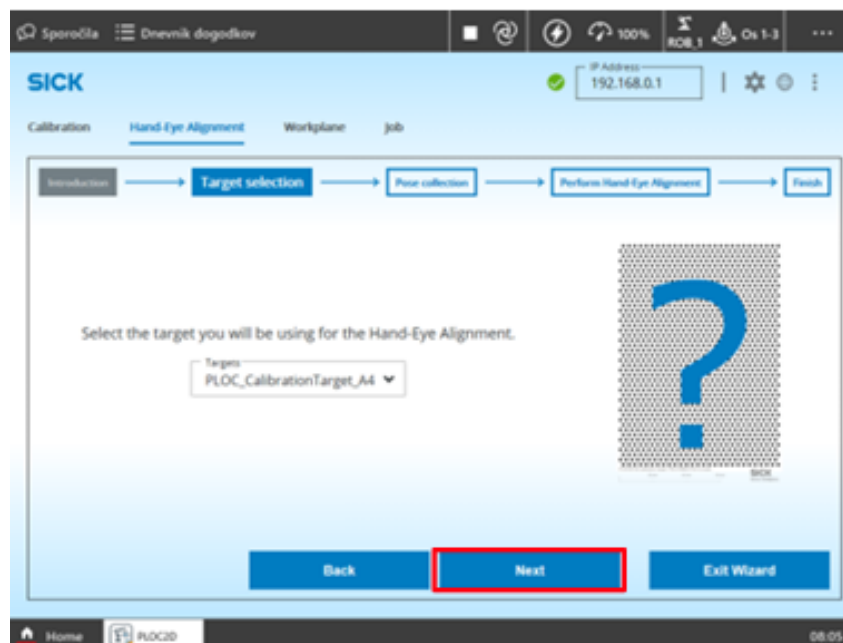 Sporočila Dnevnik dogodkov 100% ROB_1 Os 1-3
SICK IP Address
192.168.0.1
Calibration Hand-Eye Alignment Workplane Job
Introduction Target selection Pose collection Perform Hand-Eye Alignment Finish
Select the target you will be using for the Hand-Eye Alignment.
Targets
PLOC_CalibrationTarget_A4
?
SICK
Back Next Exit Wizard
Home PLOC2D 08:05